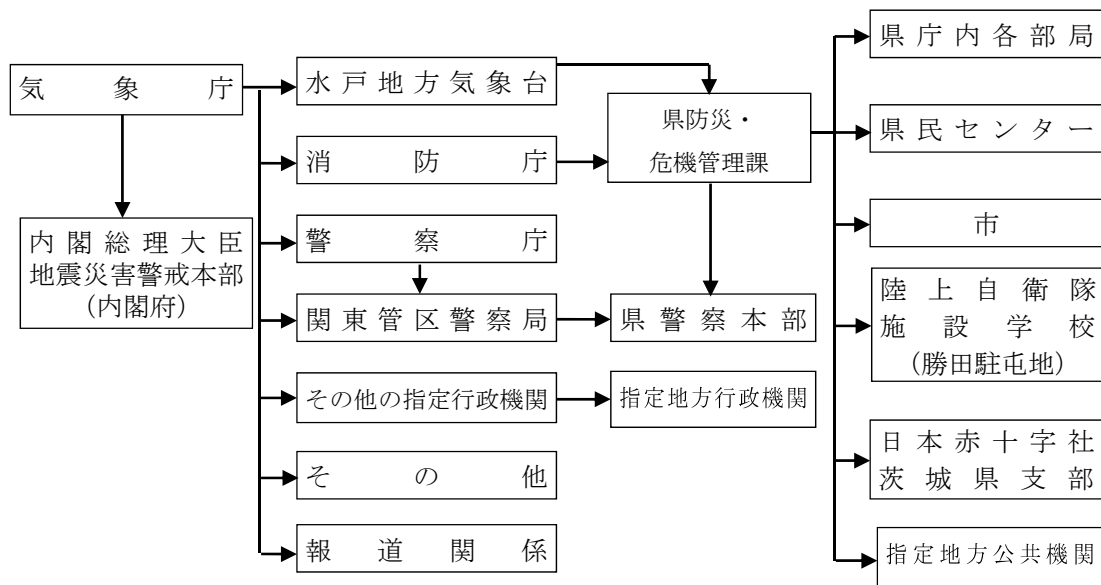 気象庁
内閣総理大臣
地震災害警戒本部
(内閣府)
水戸地方気象台
消防庁
警察庁
関東管区警察局
その他の指定行政機関
その他
報道関係
県防災・
危機管理課
県警察本部
指定地方行政機関
県庁内各部局
県民センター
市
陸上自衛隊
施設学校
(勝田駐屯地)
日本赤十字社
茨城県支部
指定地方公共機関